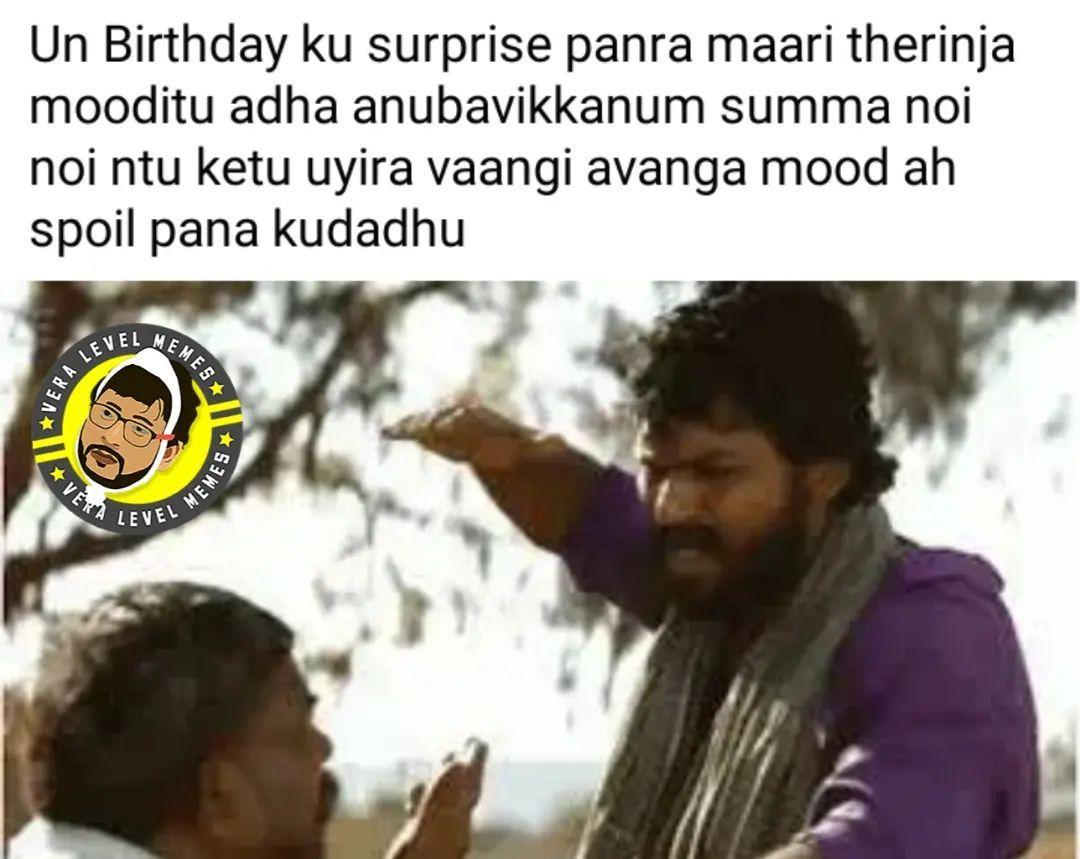 Un Birthday ku surprise panra maari therinja
mooditu adha anubavikkanum summa noi
noi ntu ketu uyira vaangi avanga mood ah
spoil pana kudadhu
VERA LEVEL MEMES
VERA LEVEL MEMES